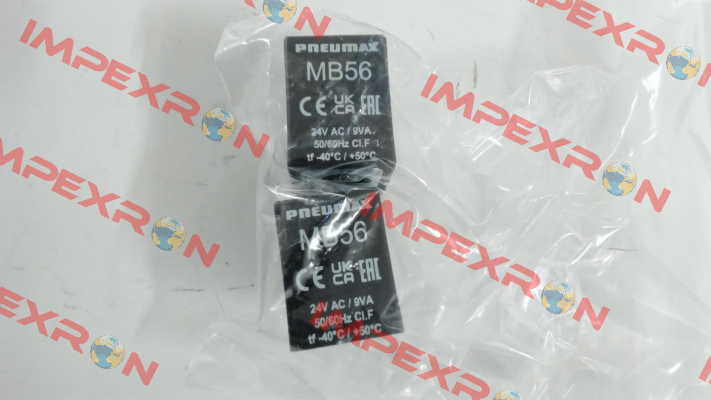 PNEUMAX
MB56
CE UK CA EAC
24V AC / 9VA
50/60Hz Cl.F
tf -40°C / +50°C
PNEUMAX
MB56
CE UK CA EAC
24V AC / 9VA
50/60Hz Cl.F
tf -40°C / +50°C
IMPEXRON
IMPEXRON
IMPEXRON
IMPEXRON
IMPEXRON
IMPEXRON
IMPEXRON